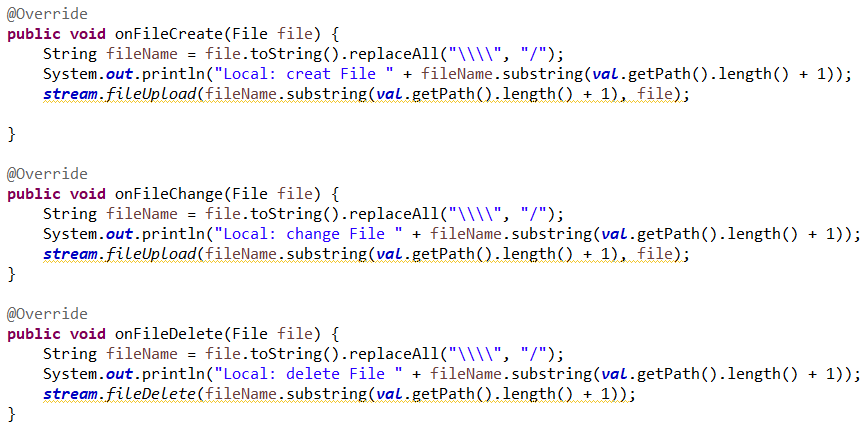 @Override
public void onFileCreate(File file) {
    String fileName = file.toString().replaceAll("\\\\", "/");
    System.out.println("Local: creat File " + fileName.substring(val.getPath().length() + 1));
    stream.fileUpload(fileName.substring(val.getPath().length() + 1), file);

}

@Override
public void onFileChange(File file) {
    String fileName = file.toString().replaceAll("\\\\", "/");
    System.out.println("Local: change File " + fileName.substring(val.getPath().length() + 1));
    stream.fileUpload(fileName.substring(val.getPath().length() + 1), file);
}

@Override
public void onFileDelete(File file) {
    String fileName = file.toString().replaceAll("\\\\", "/");
    System.out.println("Local: delete File " + fileName.substring(val.getPath().length() + 1));
    stream.fileDelete(fileName.substring(val.getPath().length() + 1));
}